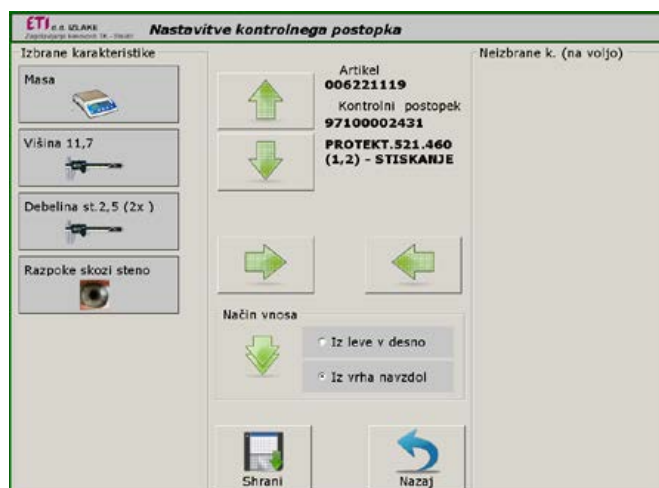 ETI d.d. IZLAKE
Nastavitve kontrolnega postopka
Izbrane karakteristike
Masa
Višina 11,7
Debelina st.2,5 (2x )
Razpoke skozi steno
Artikel
006221119
Kontrolni postopek
97100002431
PROTEKT.521.460
(1,2) - STISKANJE
Način vnosa
Iz leve v desno
Iz vrha navzdol
Shrani
Nazaj
Neizbrane k. (na voljo)